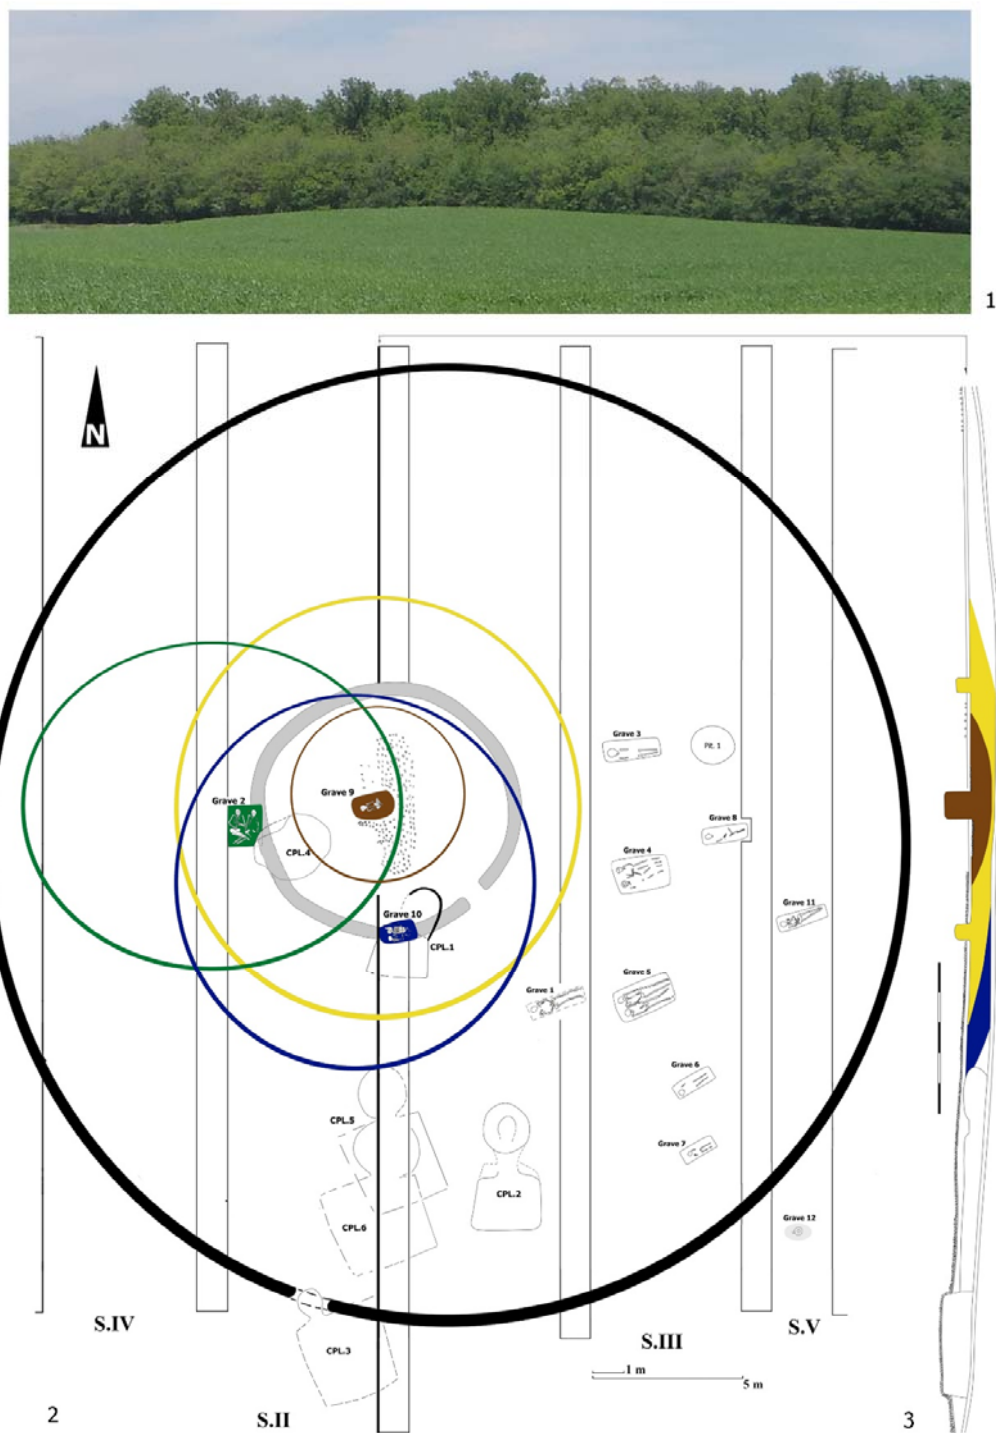 1
N
Grave 3
Pit. 1
Grave 9
Grave 2
Grave 8
CPL.4
Grave 4
Grave 11
Grave 10
CPL.1
Grave 1
Grave 5
Grave 6
CPL.5
Grave 7
CPL.2
Grave 12
CPL.6
S.IV
S.V
S.III
CPL.3
1 m
5 m
2
S.II
3